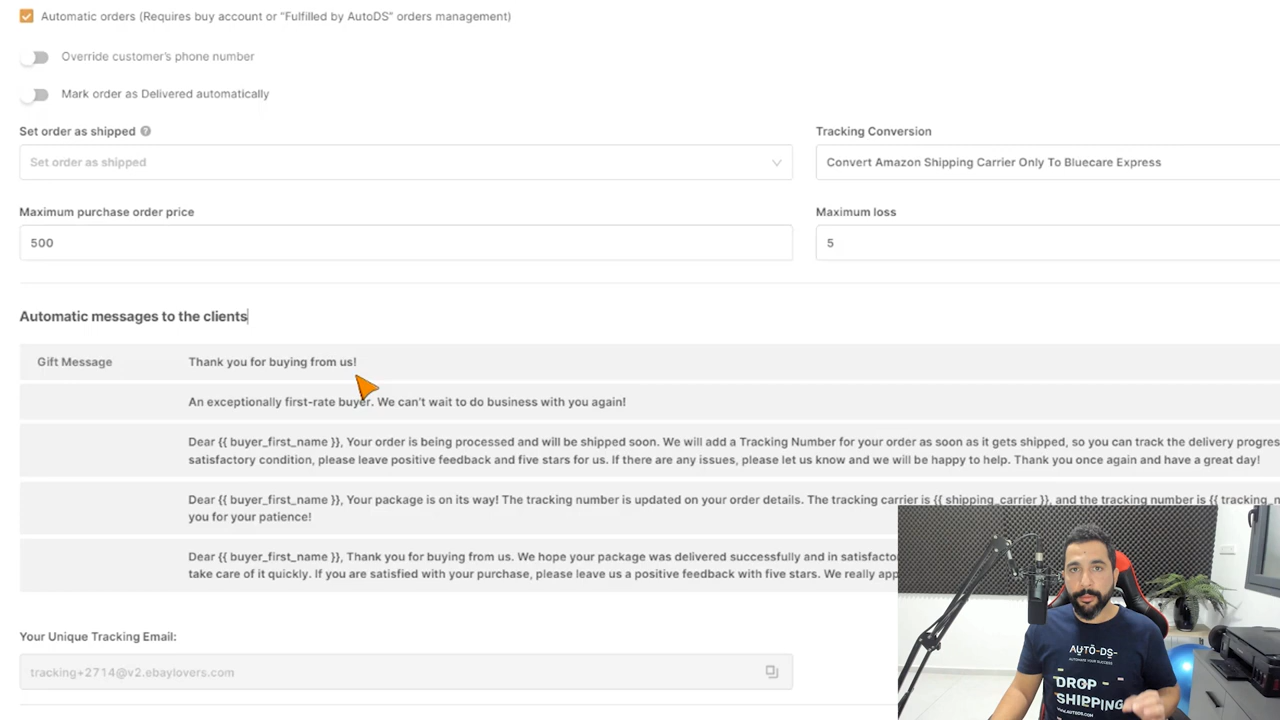 Automatic orders (Requires buy account or “Fulfilled by AutoDS” orders management)
Override customer’s phone number
Mark order as Delivered automatically
Set order as shipped ?
Tracking Conversion
Set order as shipped
Convert Amazon Shipping Carrier Only To Bluecare Express
Maximum purchase order price
Maximum loss
500
5
Automatic messages to the clients
Gift Message
Thank you for buying from us!
An exceptionally first-rate buyer. We can’t wait to do business with you again!
Dear {{ buyer_first_name }}, Your order is being processed and will be shipped soon. We will add a Tracking Number for your order as soon as it gets shipped, so you can track the delivery progres
satisfactory condition, please leave positive feedback and five stars for us. If there are any issues, please let us know and we will be happy to help. Thank you once again and have a great day!
Dear {{ buyer_first_name }}, Your package is on its way! The tracking number is updated on your order details. The tracking carrier is {{ shipping_carrier }}, and the tracking number is {{ tracking_n
you for your patience!
Dear {{ buyer_first_name }}, Thank you for buying from us. We hope your package was delivered successfully and in satisfacto
take care of it quickly. If you are satisfied with your purchase, please leave us a positive feedback with five stars. We really app
Your Unique Tracking Email:
tracking+2714@v2.ebaylovers.com
AUTO-DS-
AUTOMATE YOUR SUCCESS
DROP
SHIPPING
WWW.AUTODS.COM